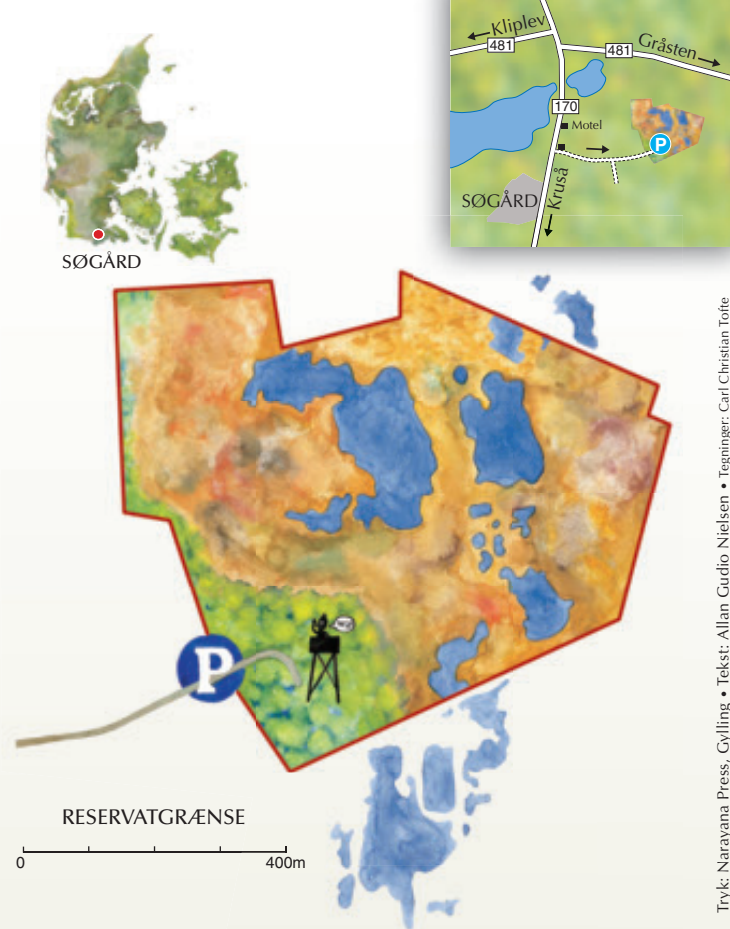 Kliplev
481
481
Gråsten
170
Motel
P
SØGÅRD
Kruså
SØGÅRD
P
RESERVATGRÆNSE
0
400m
Tryk: Narayana Press, Gylling • Tekst: Allan Gudio Nielsen • Tegninger: Carl Christian Tofte